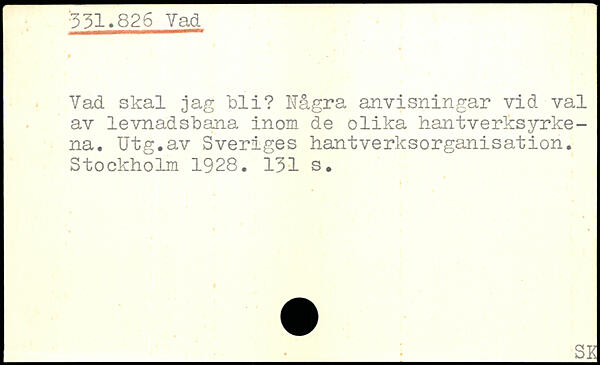 331.826 Vad
Vad skal jag bli? Några anvisningar vid val
av levnadsbana inom de olika hantverksyrke-
na. Utg.av Sveriges hantverksorganisation.
Stockholm 1928. 131 s.
SK